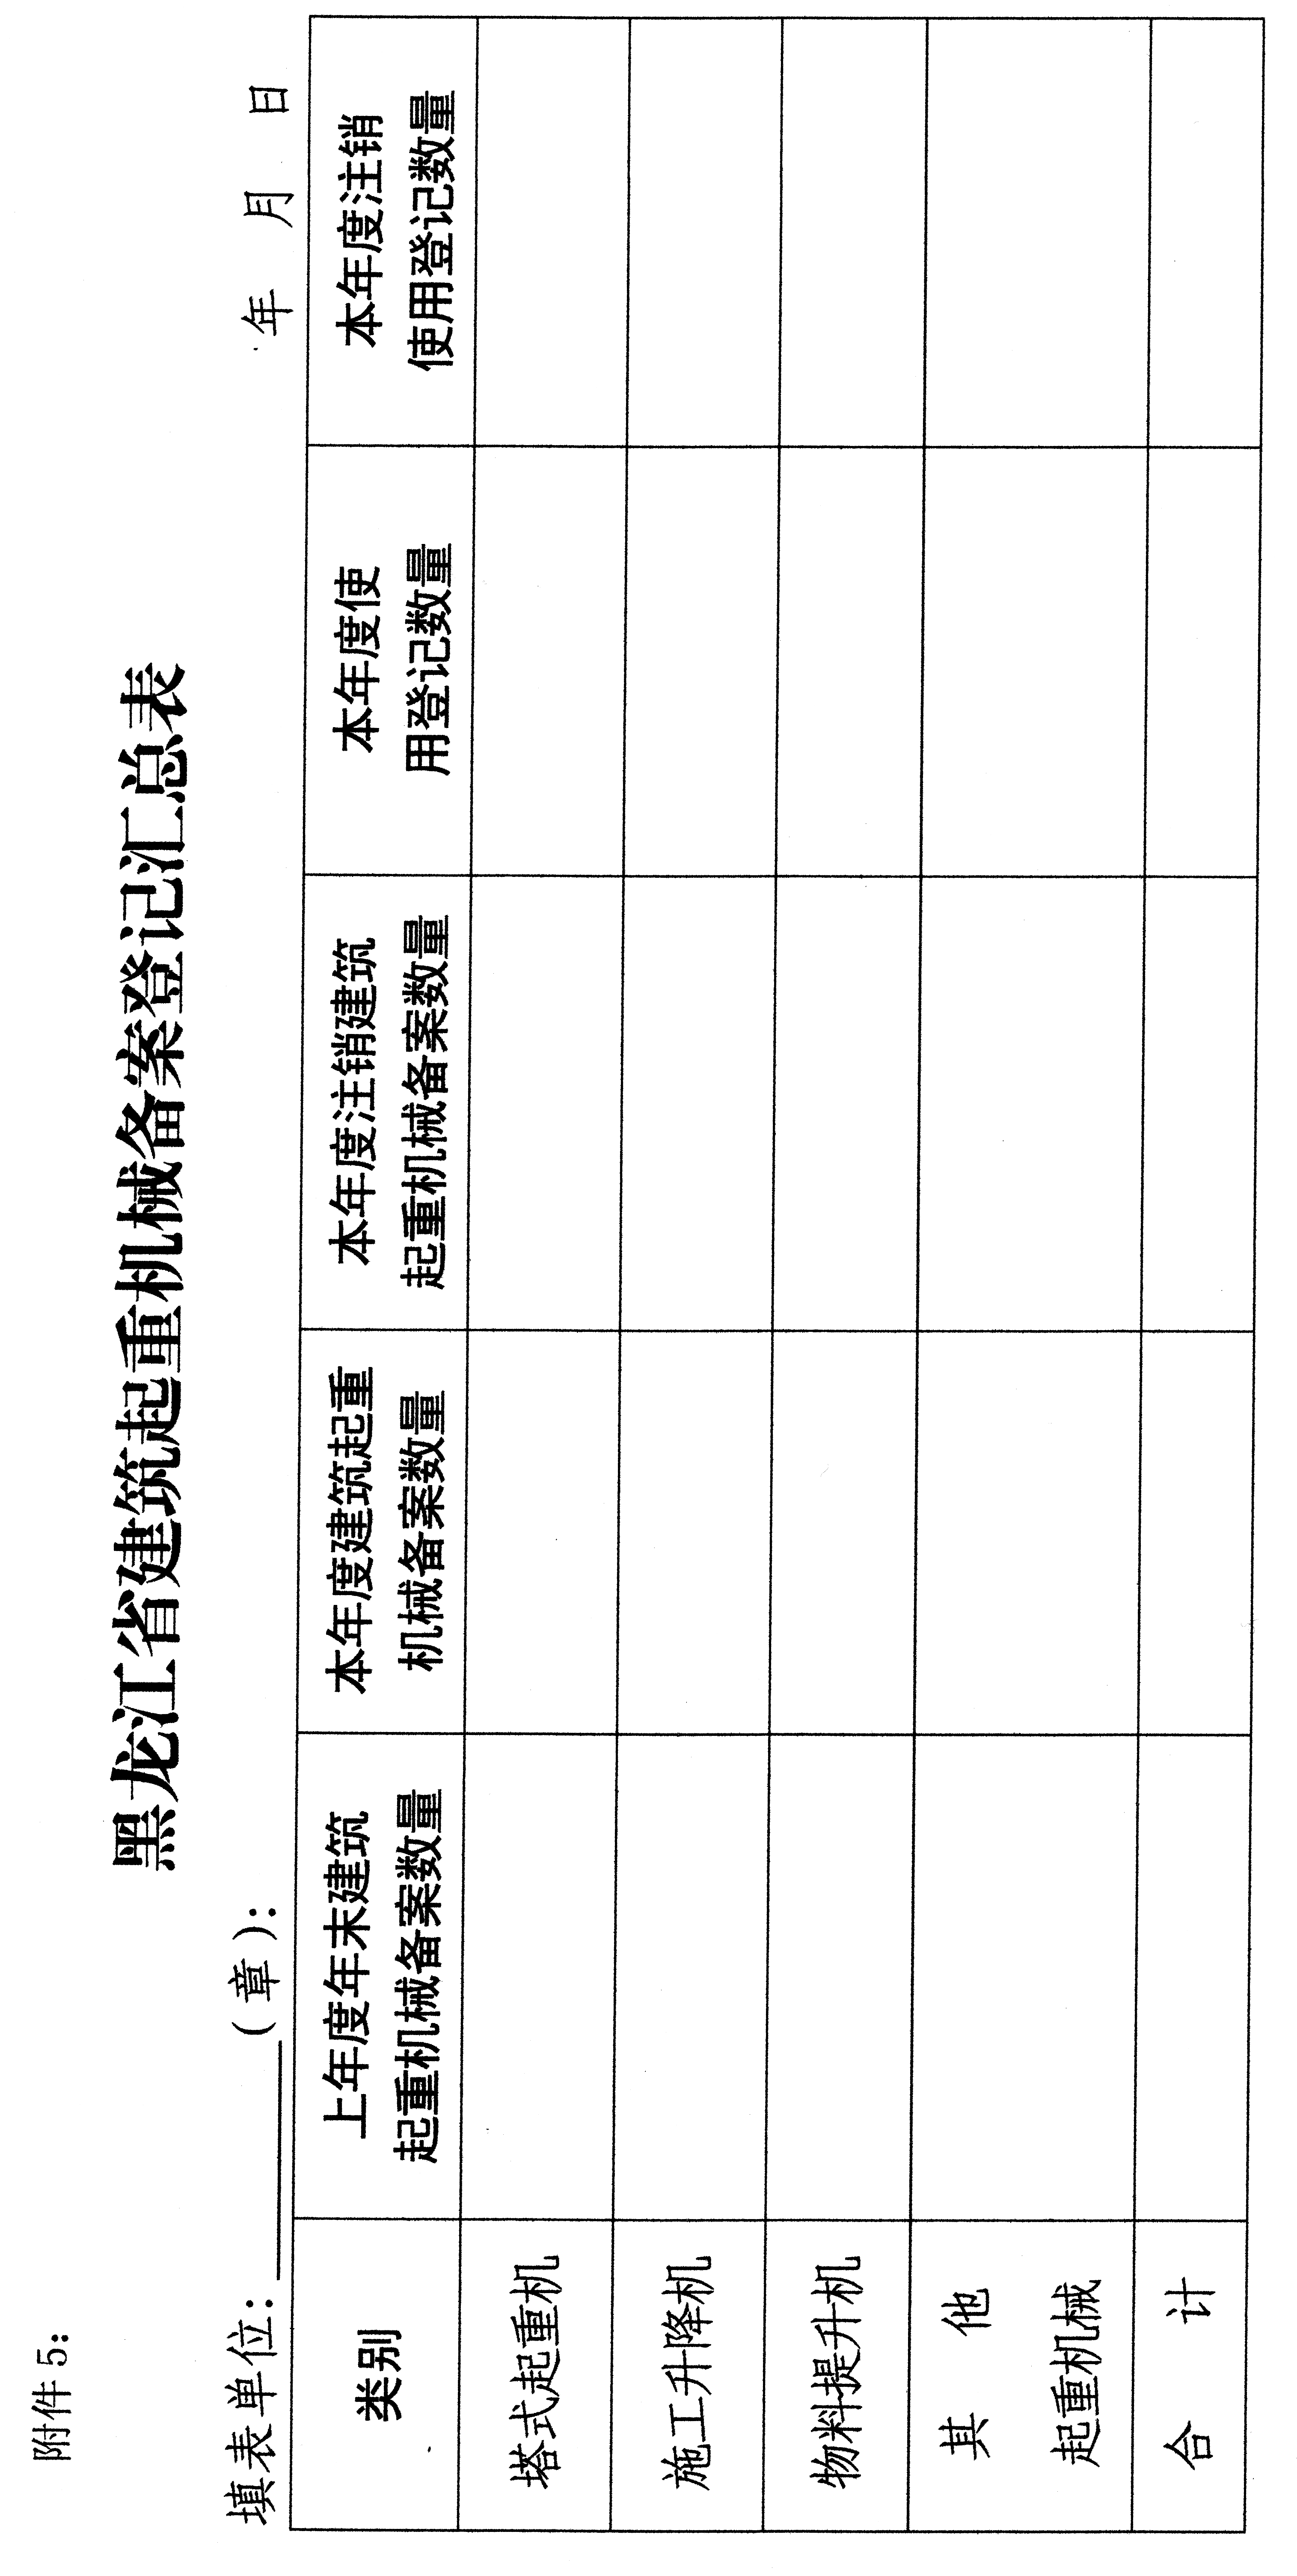 附件 5：
黑龙江省建筑起重机械备案登记汇总表
填表单位：（章）： 年 月 日
类别
上年度年末建筑
起重机械备案数量
本年度建筑起重
机械备案数量
本年度注销建筑
起重机械备案数量
本年度使
用登记数量
本年度注销
使用登记数量
塔式起重机
施工升降机
物料提升机
其 他
起重机械
合 计